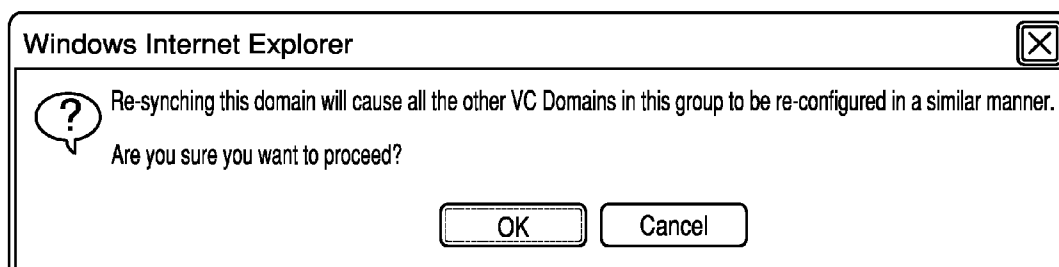 Windows Internet Explorer
Re-synching this domain will cause all the other VC Domains in this group to be re-configured in a similar manner.
Are you sure you want to proceed?
OK
Cancel